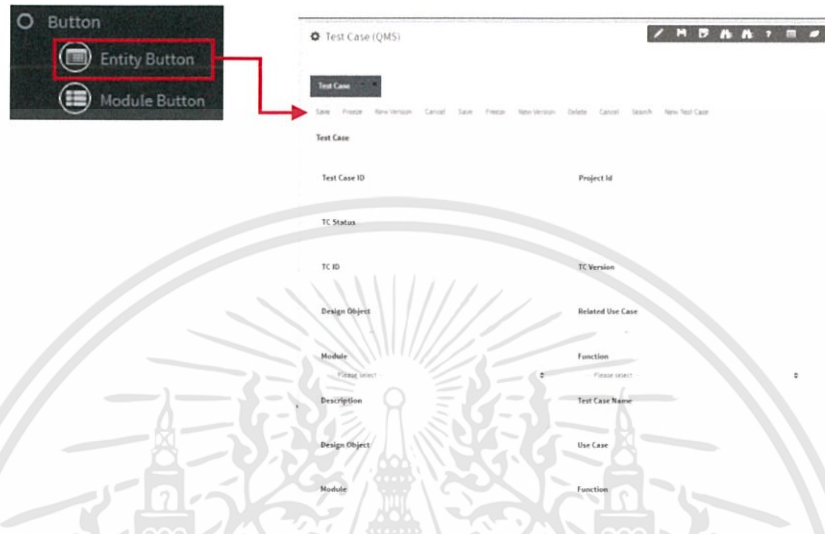 Button
Entity Button
Module Button
Test Case (QMS)
Test Case
Save Freeze New Version Cancel Save Freeze New Version Delete Cancel Search New Test Case
Test Case
Test Case ID Project Id
TC Status
TC ID TC Version
Design Object Related Use Case
Module Function
Please select Please select
Description Test Case Name
Design Object Use Case
Module Function